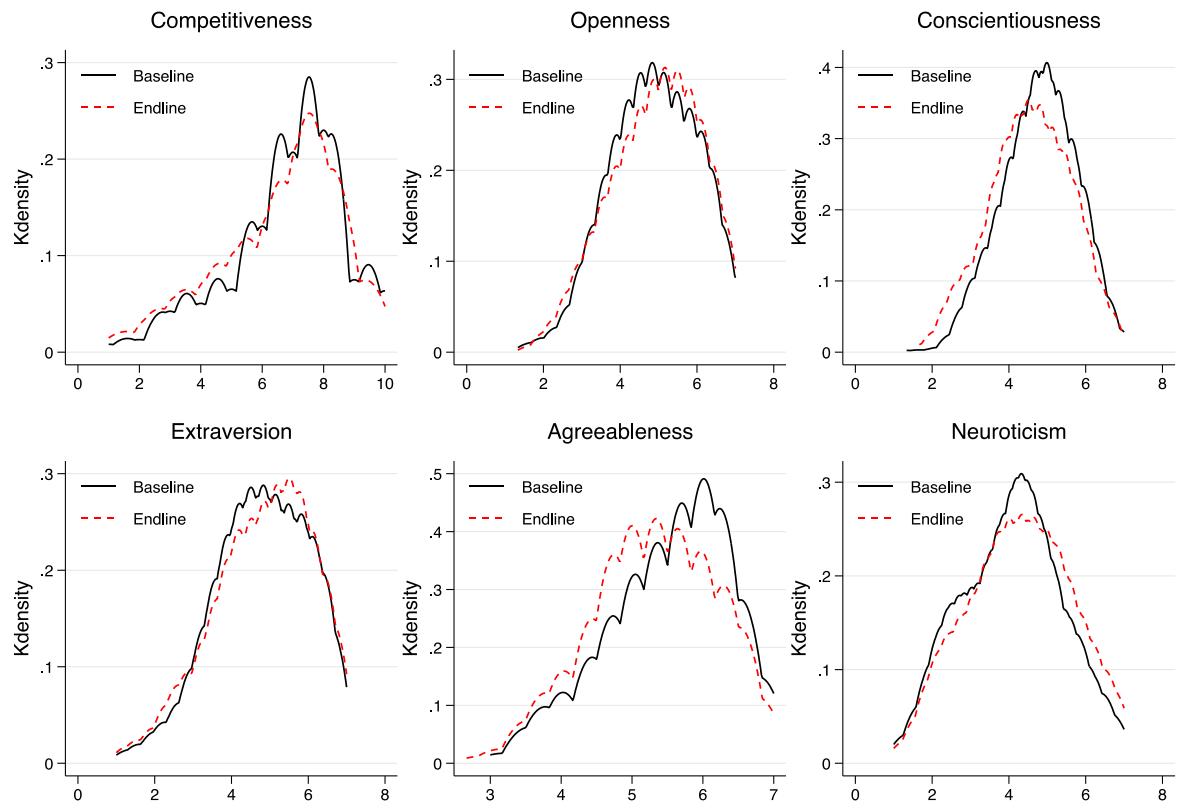 Competitiveness
Kdensity
.3
.2
.1
0
Baseline
Endline
0 2 4 6 8 10
Openness
Kdensity
.3
.2
.1
0
Baseline
Endline
0 2 4 6 8
Conscientiousness
Kdensity
.4
.3
.2
.1
0
Baseline
Endline
0 2 4 6 8
Extraversion
Kdensity
.3
.2
.1
0
Baseline
Endline
0 2 4 6 8
Agreeableness
Kdensity
.5
.4
.3
.2
.1
0
Baseline
Endline
3 4 5 6 7
Neuroticism
Kdensity
.3
.2
.1
0
Baseline
Endline
0 2 4 6 8